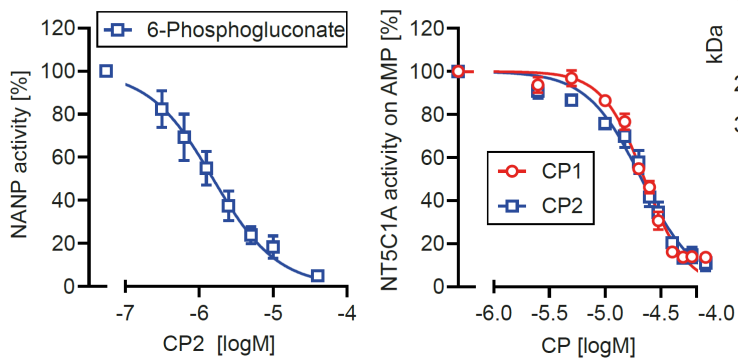 6-Phosphogluconate
NANP activity [%]
120
100
80
60
40
20
0
-7
-6
-5
-4
CP2 [logM]
NT5C1A activity on AMP [%]
120
100
80
60
40
20
0
CP1
CP2
-6.0
-5.5
-5.0
-4.5
-4.0
CP [logM]
kDa